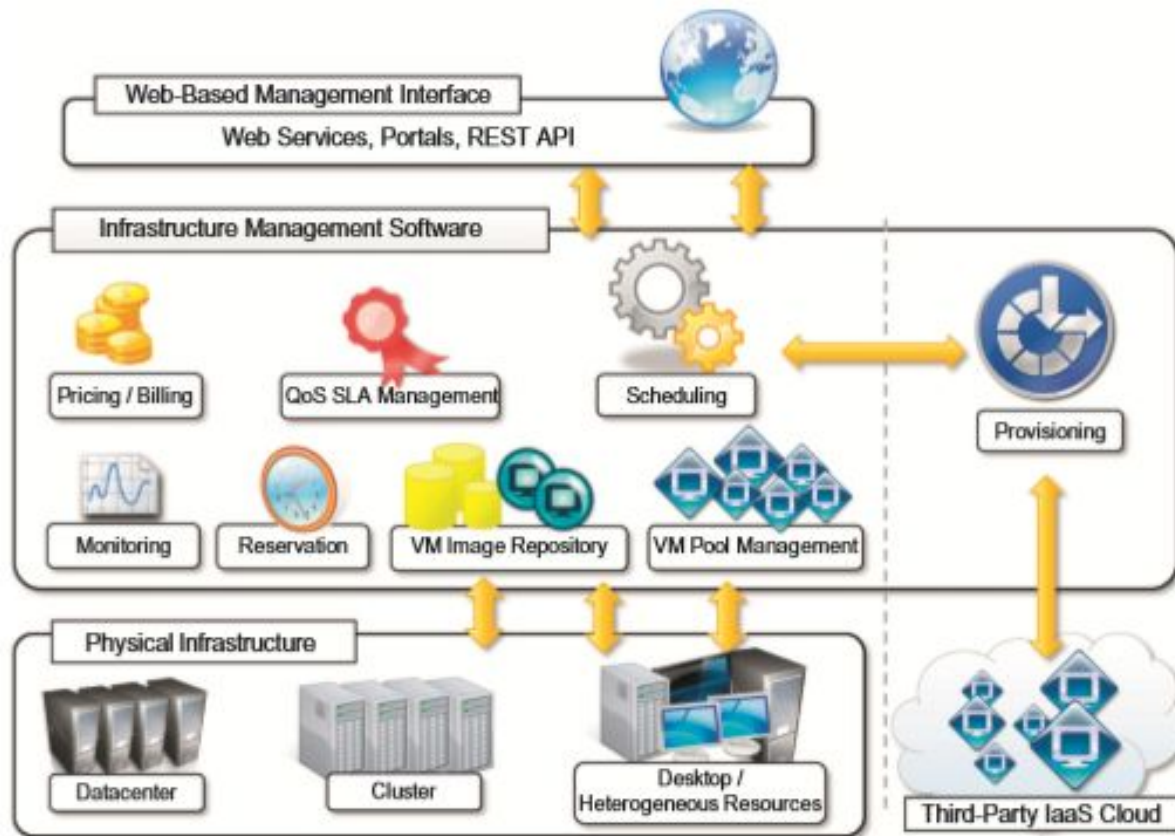 Web-Based Management Interface
Web Services, Portals, REST API
Infrastructure Management Software
Pricing / Billing
QoS SLA Management
Scheduling
Provisioning
Monitoring
Reservation
VM Image Repository
VM Pool Management
Physical Infrastructure
Datacenter
Cluster
Desktop /
Heterogeneous Resources
Third-Party IaaS Cloud